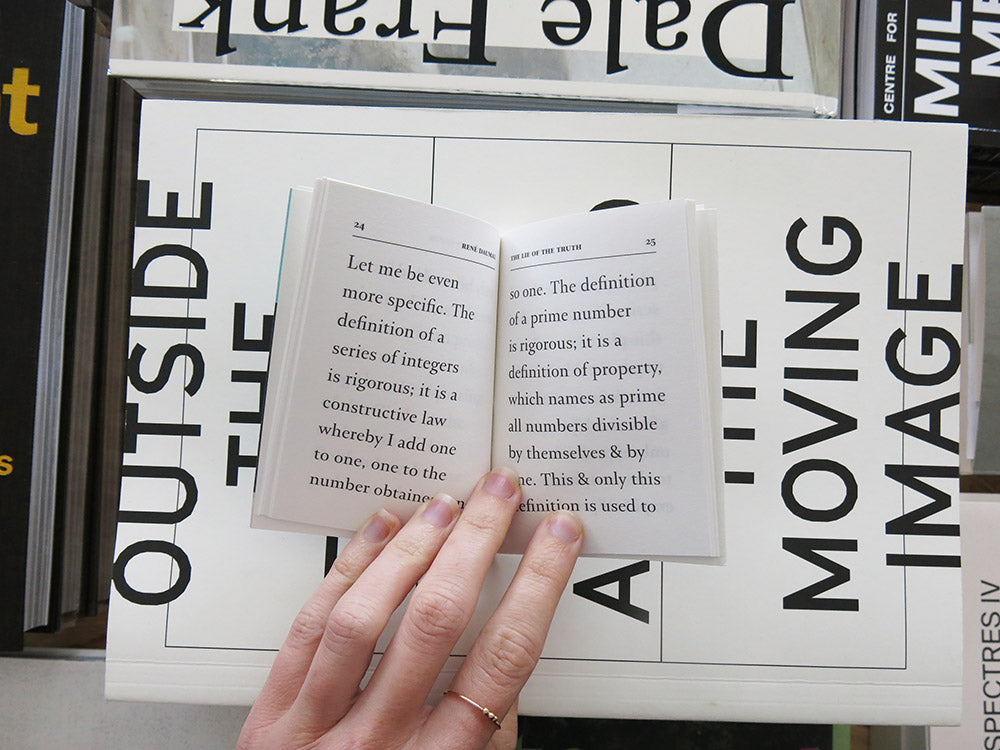 Dale Frank
CENTRE FOR
t
s
OUTSIDE
THE
MOVING
IMAGE
24
RENÉ DAUMAL
Let me be even
more specific. The
definition of a
series of integers
is rigorous; it is a
constructive law
whereby I add one
to one, one to the
number obtained
THE LIE OF THE TRUTH
25
so one. The definition
of a prime number
is rigorous; it is a
definition of property,
which names as prime
all numbers divisible
by themselves & by
one. This & only this
definition is used to
SPECTRES IV